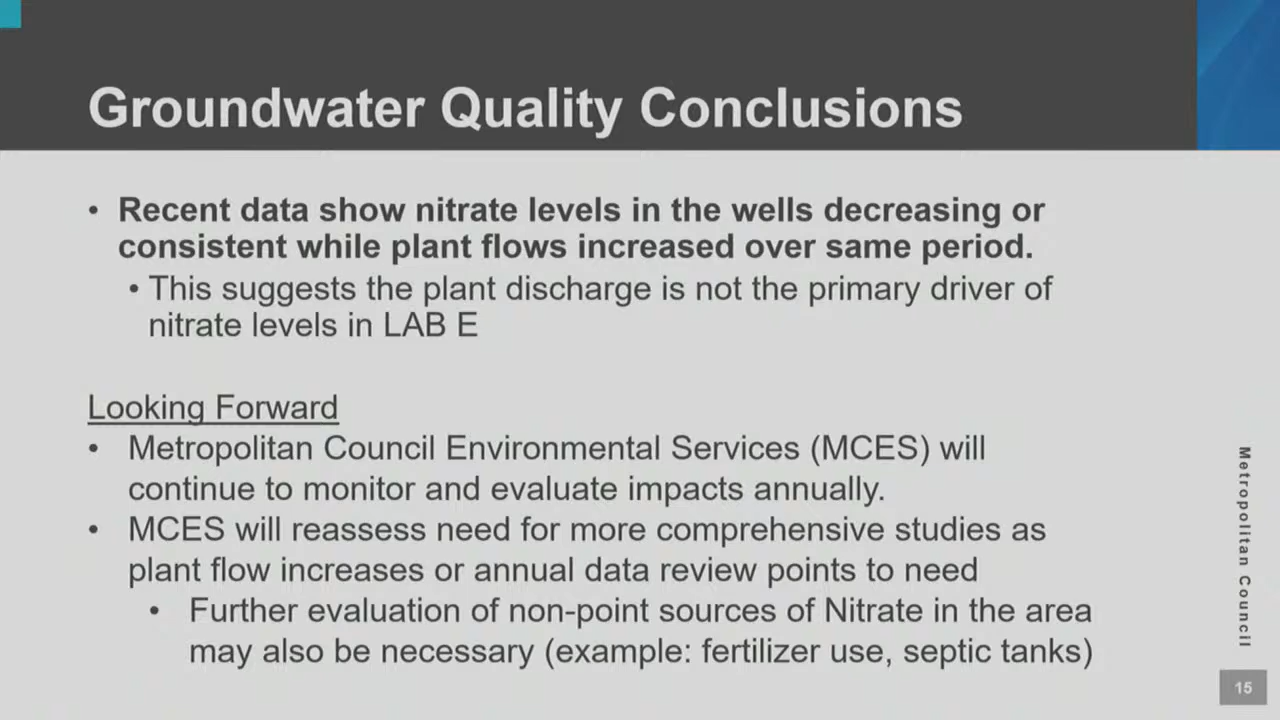 Groundwater Quality Conclusions
• Recent data show nitrate levels in the wells decreasing or
consistent while plant flows increased over same period.
• This suggests the plant discharge is not the primary driver of
nitrate levels in LAB E
Looking Forward
• Metropolitan Council Environmental Services (MCES) will
continue to monitor and evaluate impacts annually.
• MCES will reassess need for more comprehensive studies as
plant flow increases or annual data review points to need
• Further evaluation of non-point sources of Nitrate in the area
may also be necessary (example: fertilizer use, septic tanks)
Metropolitan Council
15